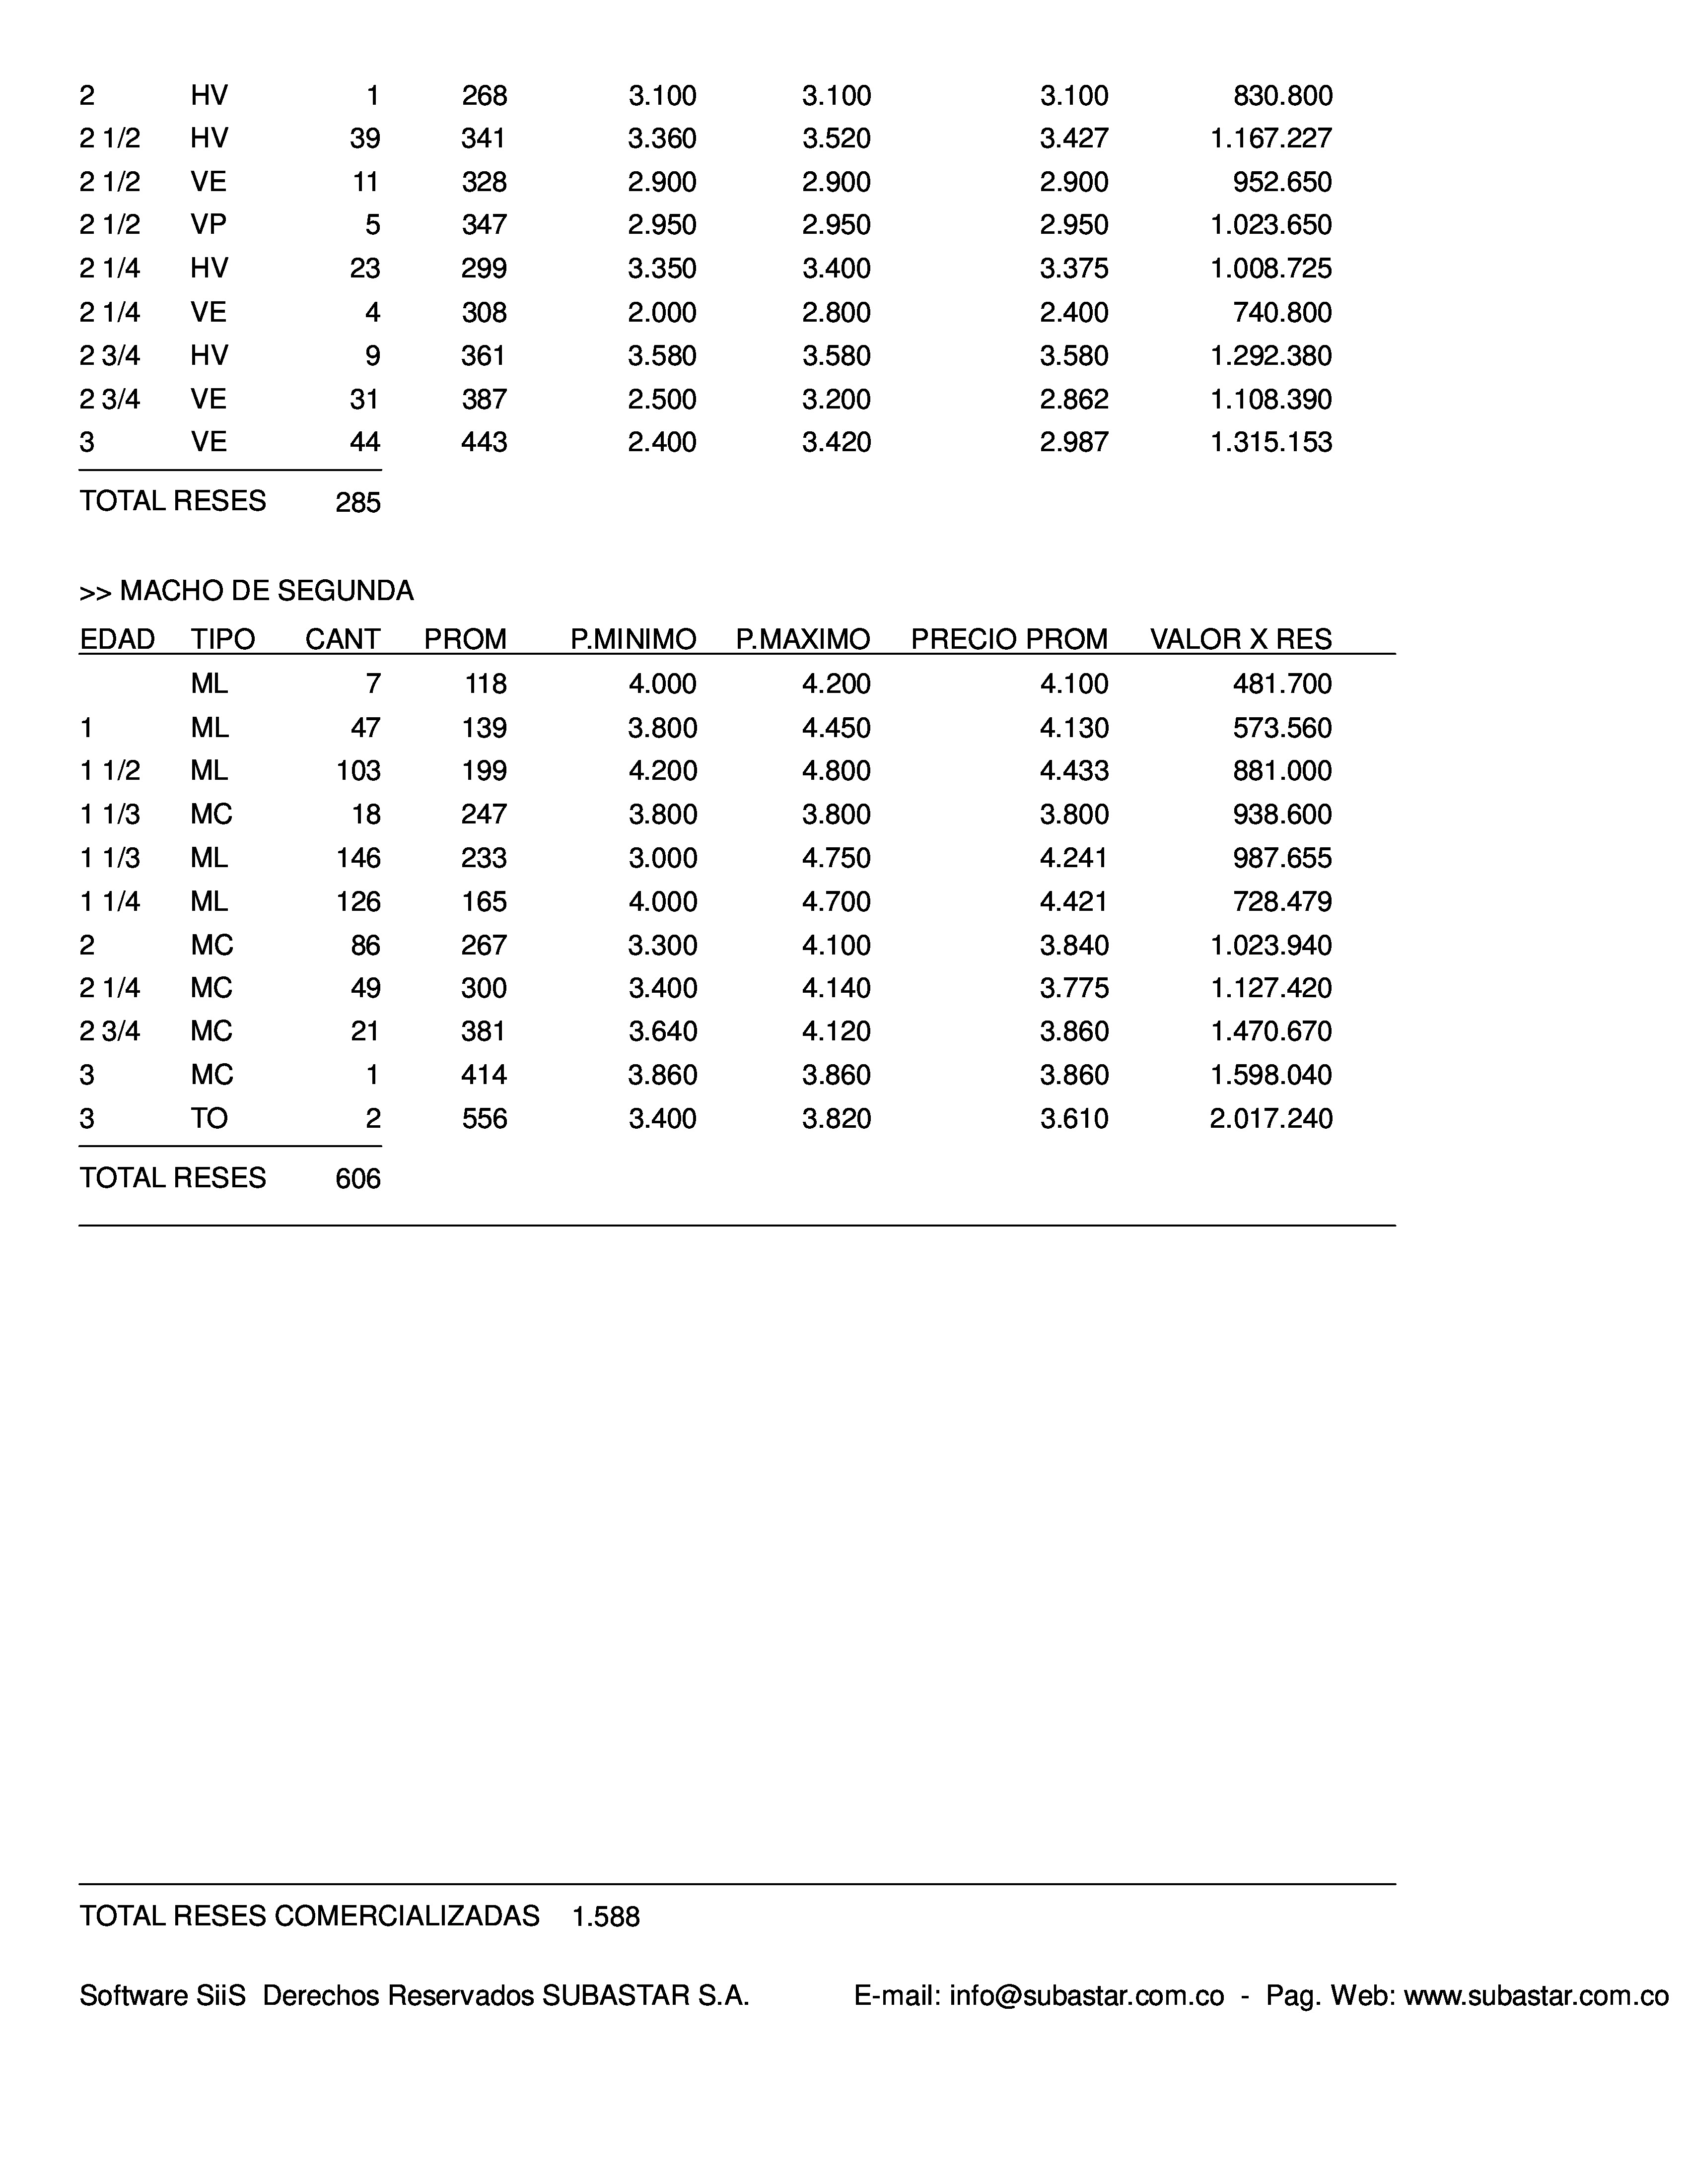 2 HV 1 268 3.100 3.100 3.100 830.800
2 1/2 HV 39 341 3.360 3.520 3.427 1.167.227
2 1/2 VE 11 328 2.900 2.900 2.900 952.650
2 1/2 VP 5 347 2.950 2.950 2.950 1.023.650
2 1/4 HV 23 299 3.350 3.400 3.375 1.008.725
2 1/4 VE 4 308 2.000 2.800 2.400 740.800
2 3/4 HV 9 361 3.580 3.580 3.580 1.292.380
2 3/4 VE 31 387 2.500 3.200 2.862 1.108.390
3 VE 44 443 2.400 3.420 2.987 1.315.153
TOTAL RESES 285
>> MACHO DE SEGUNDA
EDAD TIPO CANT PROM P.MINIMO P.MAXIMO PRECIO PROM VALOR X RES
ML 7 118 4.000 4.200 4.100 481.700
1 ML 47 139 3.800 4.450 4.130 573.560
1 1/2 ML 103 199 4.200 4.800 4.433 881.000
1 1/3 MC 18 247 3.800 3.800 3.800 938.600
1 1/3 ML 146 233 3.000 4.750 4.241 987.655
1 1/4 ML 126 165 4.000 4.700 4.421 728.479
2 MC 86 267 3.300 4.100 3.840 1.023.940
2 1/4 MC 49 300 3.400 4.140 3.775 1.127.420
2 3/4 MC 21 381 3.640 4.120 3.860 1.470.670
3 MC 1 414 3.860 3.860 3.860 1.598.040
3 TO 2 556 3.400 3.820 3.610 2.017.240
TOTAL RESES 606
TOTAL RESES COMERCIALIZADAS 1.588
Software SiiS Derechos Reservados SUBASTAR S.A. E-mail: info@subastar.com.co - Pag. Web: www.subastar.com.co